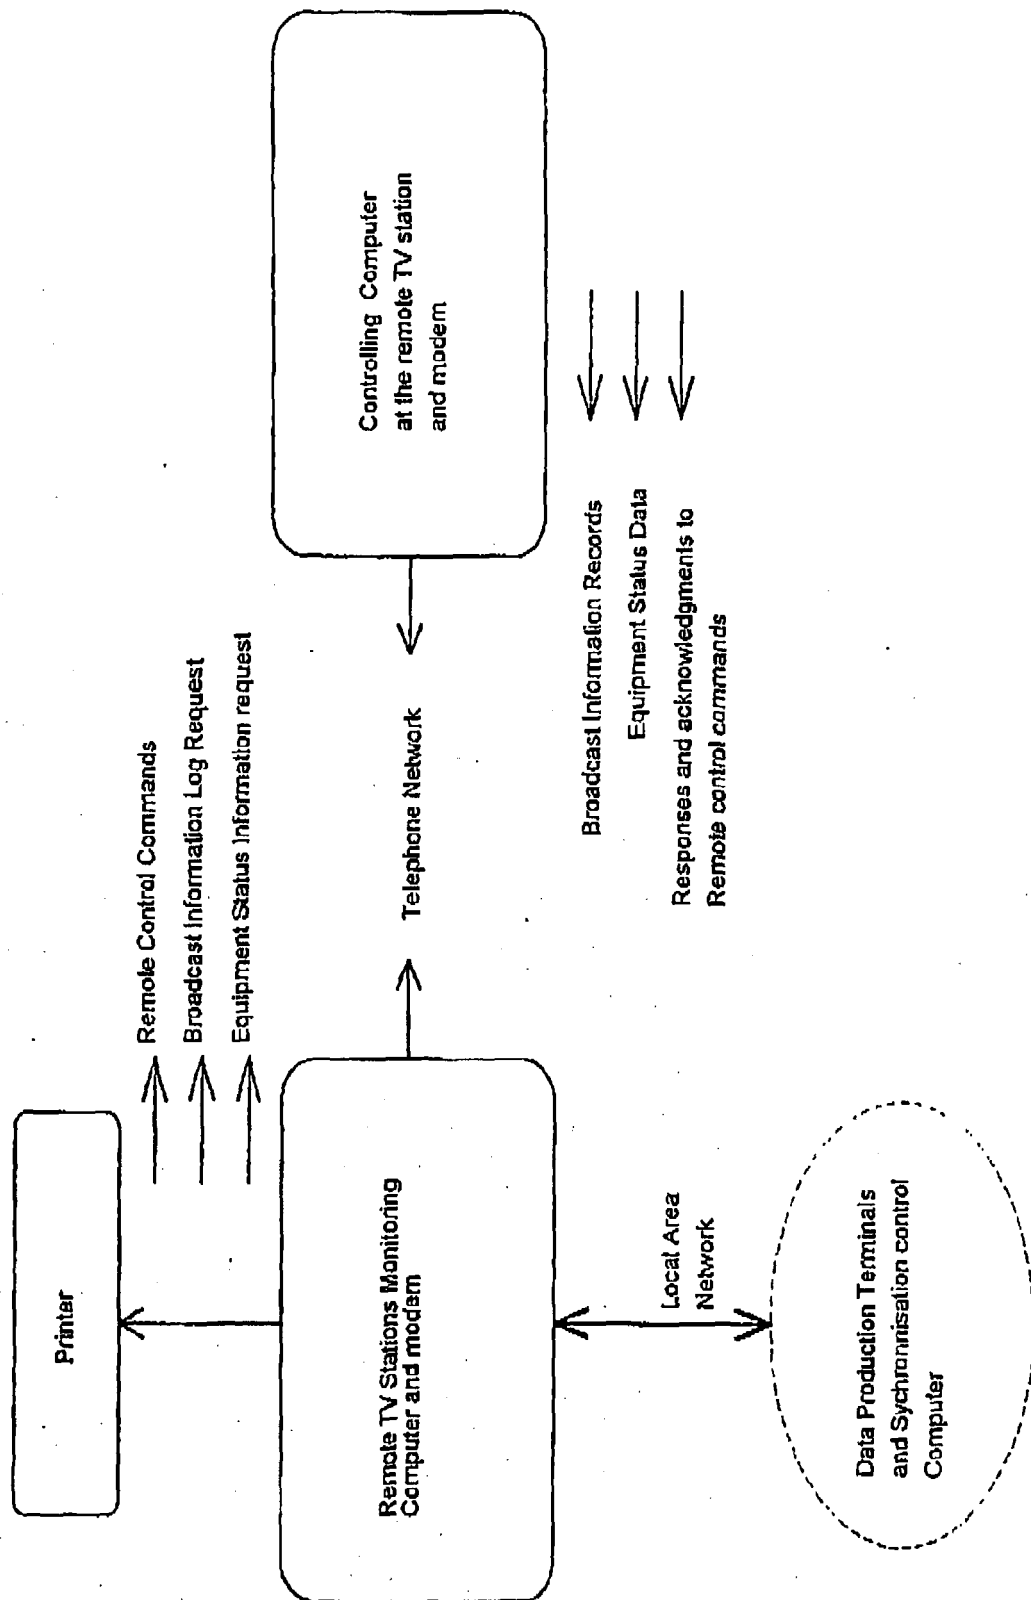 Printer
Remote Control Commands
Broadcast Information Log Request
Equipment Status Information request
Remote TV Stations Monitoring
Computer and modem
Telephone Network
Controlling Computer
at the remote TV station
and modem
Broadcast Information Records
Equipment Status Data
Responses and acknowledgments to
Remote control commands
Local Area
Network
Data Production Terminals
and Sychronnisation control
Computer